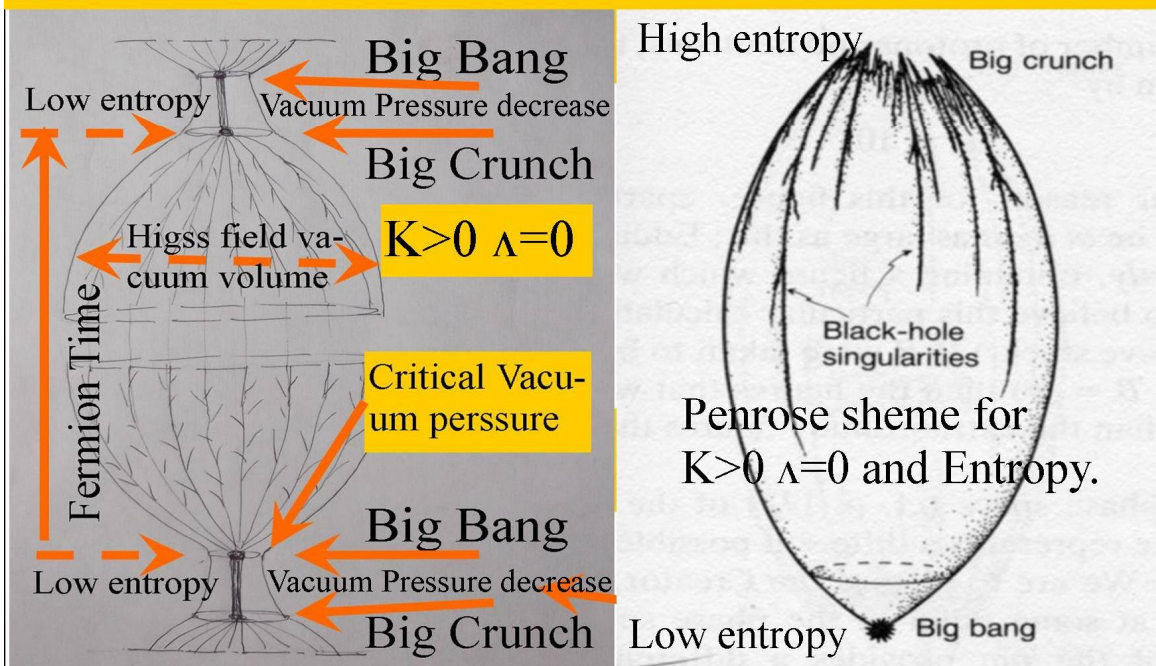 Big Bang
Low entropy
Vacuum Pressure decrease
Big Crunch
K>0 Λ=0
Higss field va-
cuum volume
Fermion Time
Critical Vacu-
um perssure
Big Bang
Low entropy
Vacuum Pressure decrease
Big Crunch
High entropy
Big crunch
Black-hole
singularities
Penrose sheme for
K>0 Λ=0 and Entropy.
Low entropy
Big bang